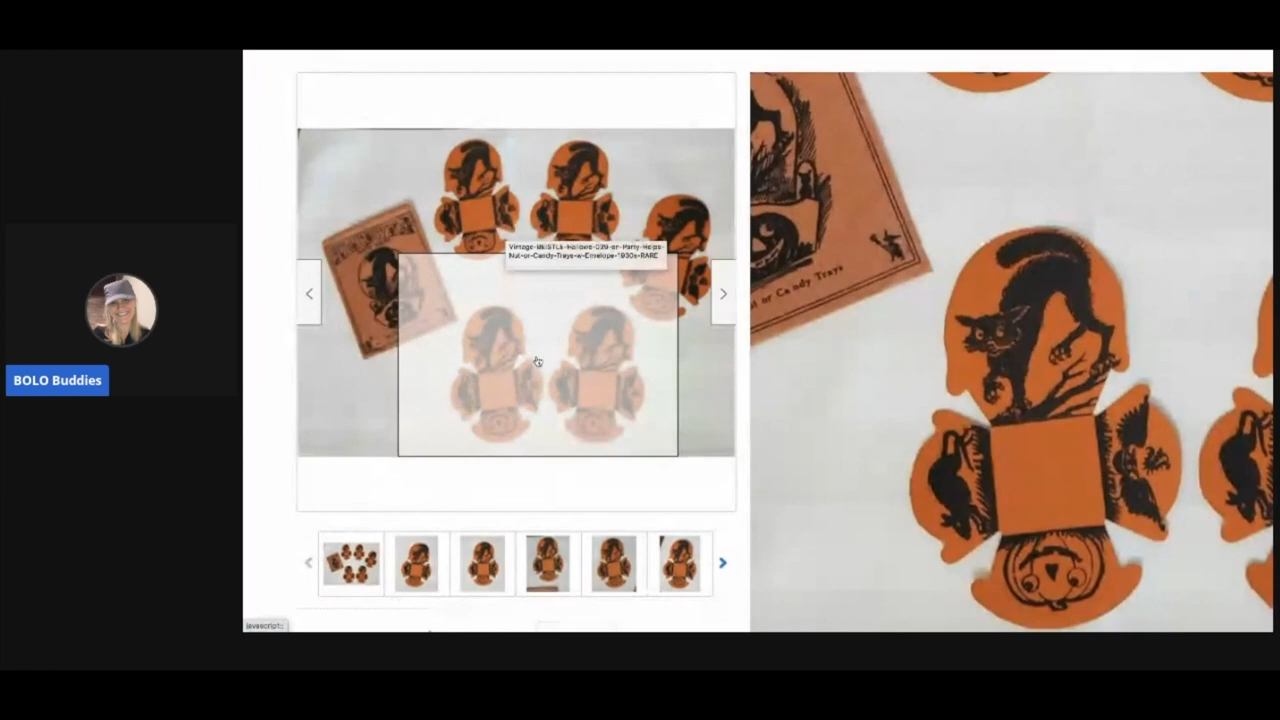 Vintage-BEISTLE-Hallowe-039-en-Party-Helps-
Nut-or-Candy-Trays-w-Envelope-1930s-RARE
or Candy Trays
BOLO Buddies
javascript:;